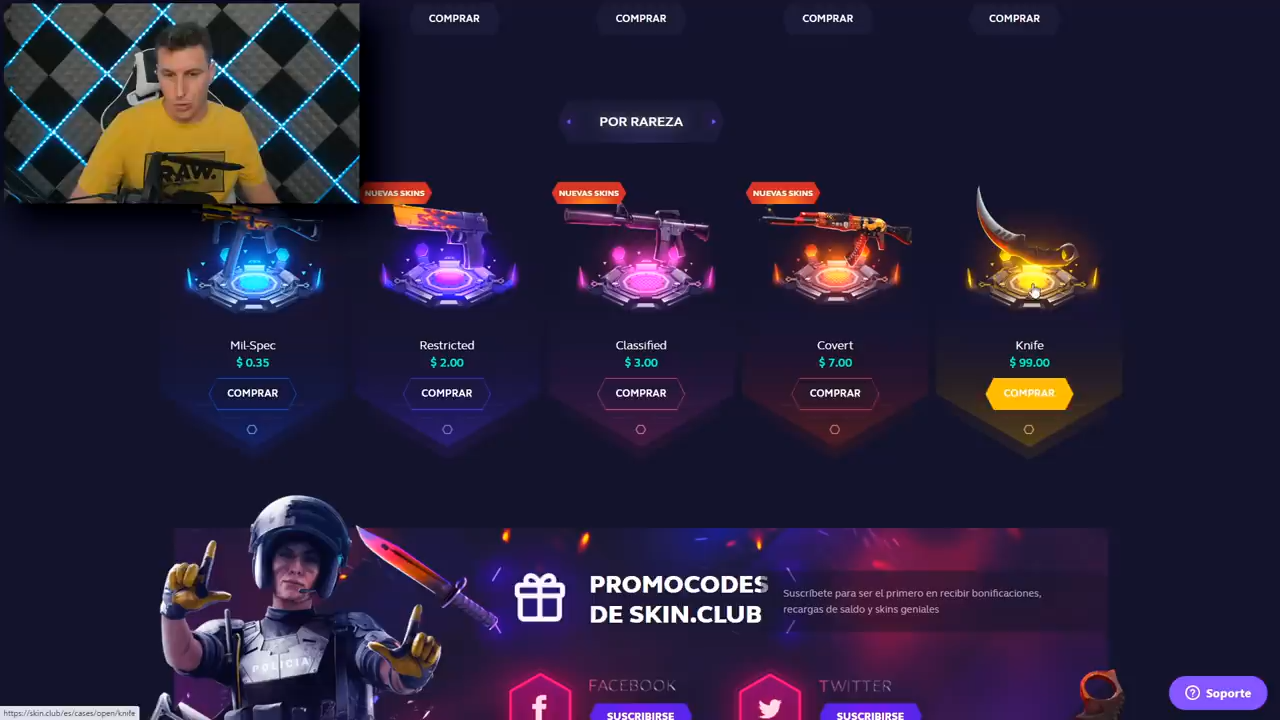 COMPRAR COMPRAR COMPRAR COMPRAR
RAW.
POR RAREZA
NUEVAS SKINS NUEVAS SKINS NUEVAS SKINS
Mil-Spec Restricted Classified Covert Knife
$ 0.35 $ 2.00 $ 3.00 $ 7.00 $ 99.00
COMPRAR COMPRAR COMPRAR COMPRAR COMPRAR
PROMOCODES
DE SKIN.CLUB
Suscríbete para ser el primero en recibir bonificaciones,
recargas de saldo y skins geniales
POLICIA
FACEBOOK TWITTER
SUSCRIBIRSE SUSCRIBIRSE
Soporte
https://skin.club/es/cases/open/knife